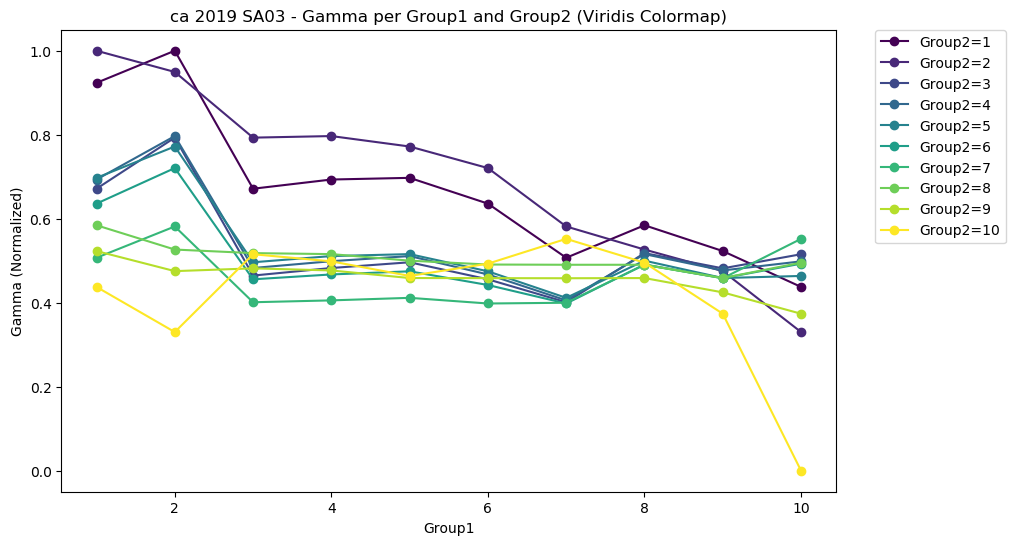 ca 2019 SA03 - Gamma per Group1 and Group2 (Viridis Colormap)
Gamma (Normalized)
1.0
0.8
0.6
0.4
0.2
0.0
2 4 6 8 10
Group1
Group2=1
Group2=2
Group2=3
Group2=4
Group2=5
Group2=6
Group2=7
Group2=8
Group2=9
Group2=10